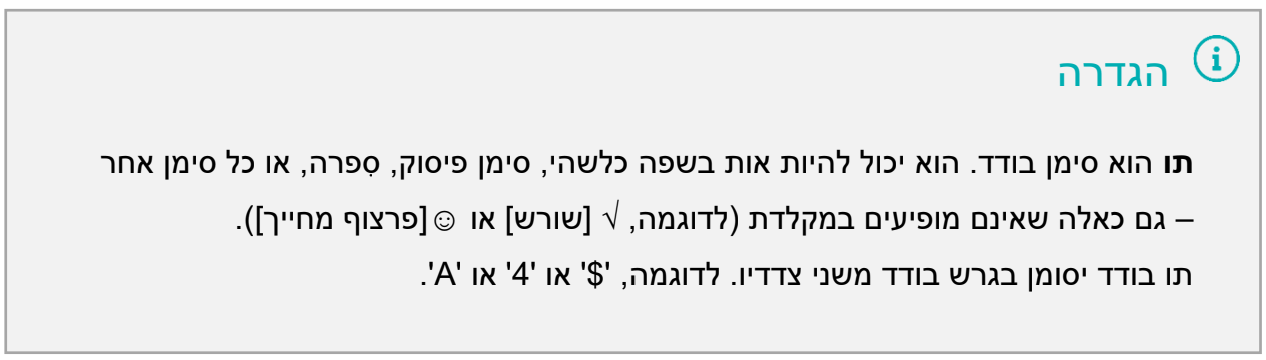 הגדרה
תו הוא סימן בודד. הוא יכול להיות אות בשפה כלשהי, סימן פיסוק, סִפרה, או כל סימן אחר
– גם כאלה שאינם מופיעים במקלדת (לדוגמה, √ [שורש] או ☺[פרצוף מחייך]).
תו בודד יסומן בגרש בודד משני צדדיו. לדוגמה, '$' או '4' או 'A'.